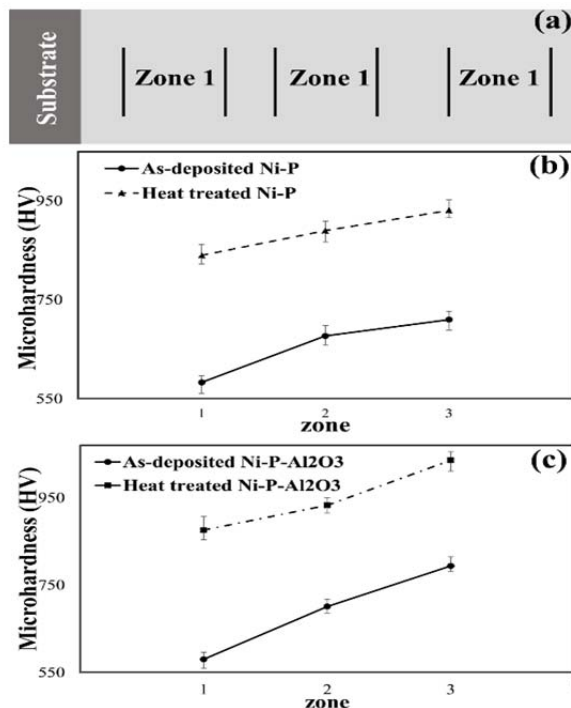 (a)
Substrate
Zone 1
Zone 1
Zone 1
(b)
As-deposited Ni-P
Heat treated Ni-P
Microhardness (HV)
950
750
550
1
2
3
zone
(c)
As-deposited Ni-P-Al2O3
Heat treated Ni-P-Al2O3
Microhardness (HV)
950
750
550
1
2
3
zone